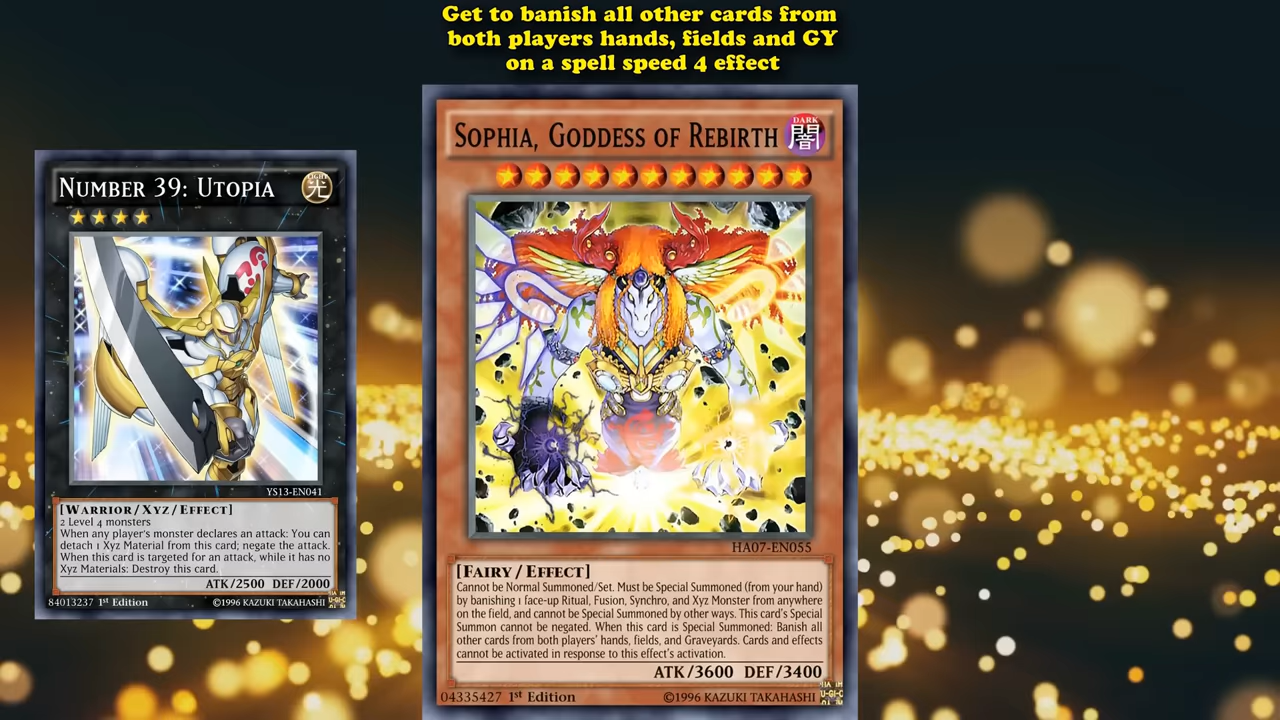 Get to banish all other cards from
both players hands, fields and GY
on a spell speed 4 effect
Number 39: Utopia
LIGHT
光
YS13-EN041
[Warrior/Xyz/Effect]
2 Level 4 monsters
When any player's monster declares an attack: You can
detach 1 Xyz Material from this card; negate the attack.
When this card is targeted for an attack, while it has no
Xyz Materials: Destroy this card.
ATK/2500 DEF/2000
84013237 1st Edition ©1996 KAZUKI TAKAHASHI
Sophia, Goddess of Rebirth
DARK
闇
HA07-EN055
[Fairy / Effect]
Cannot be Normal Summoned/Set. Must be Special Summoned (from your hand)
by banishing 1 face-up Ritual, Fusion, Synchro, and Xyz Monster from anywhere
on the field, and cannot be Special Summoned by other ways. This card's Special
Summon cannot be negated. When this card is Special Summoned: Banish all
other cards from both players' hands, fields, and Graveyards. Cards and effects
cannot be activated in response to this effect's activation.
ATK/3600 DEF/3400
04335427 1st Edition ©1996 KAZUKI TAKAHASHI